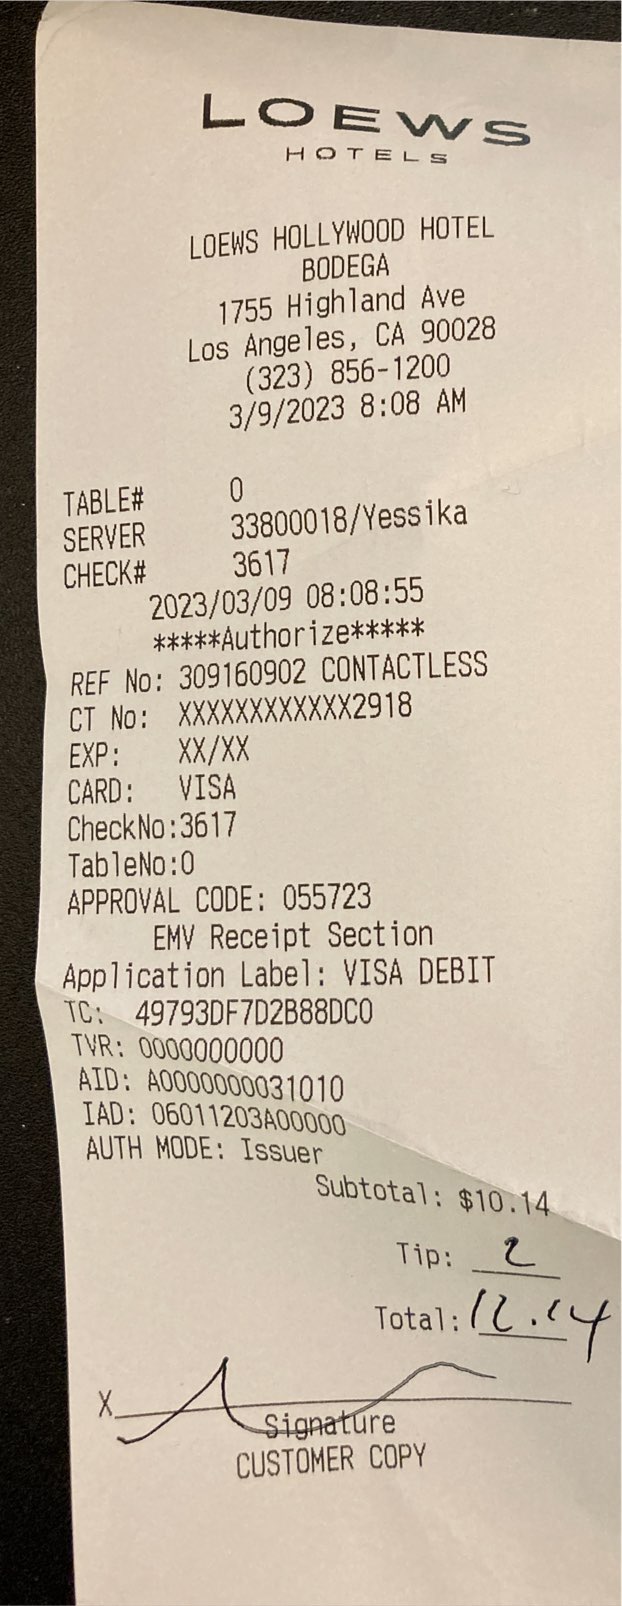 LOEWS
HOTELS
LOEWS HOLLYWOOD HOTEL
BODEGA
1755 Highland Ave
Los Angeles, CA 90028
(323) 856-1200
3/9/2023 8:08 AM
TABLE# 0
SERVER 33800018/Yessika
CHECK# 3617
2023/03/09 08:08:55
*****Authorize*****
REF No: 309160902 CONTACTLESS
CT No: XXXXXXXXXXXX2918
EXP: XX/XX
CARD: VISA
CheckNo:3617
TableNo:0
APPROVAL CODE: 055723
EMV Receipt Section
Application Label: VISA DEBIT
TC: 49793DF7D2B88DC0
TVR: 0000000000
AID: A0000000031010
IAD: 06011203A00000
AUTH MODE: Issuer
Subtotal: $10.14
Tip: 2
Total: 12.14
X
Signature
CUSTOMER COPY